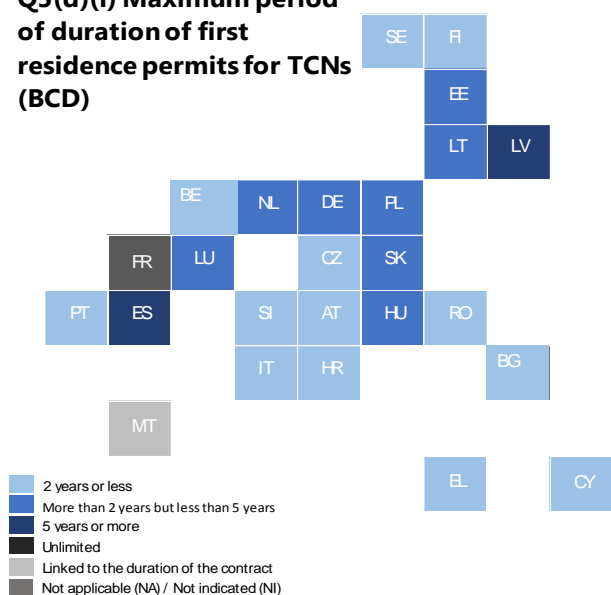 Q3(d)(i) Maximum period
of duration of first
residence permits for TCNs
(BCD)
SE FI
EE
LT LV
BE NL DE PL
FR LU CZ SK
PT ES SI AT HU RO
IT HR BG
MT
EL CY
2 years or less
More than 2 years but less than 5 years
5 years or more
Unlimited
Linked to the duration of the contract
Not applicable (NA) / Not indicated (NI)